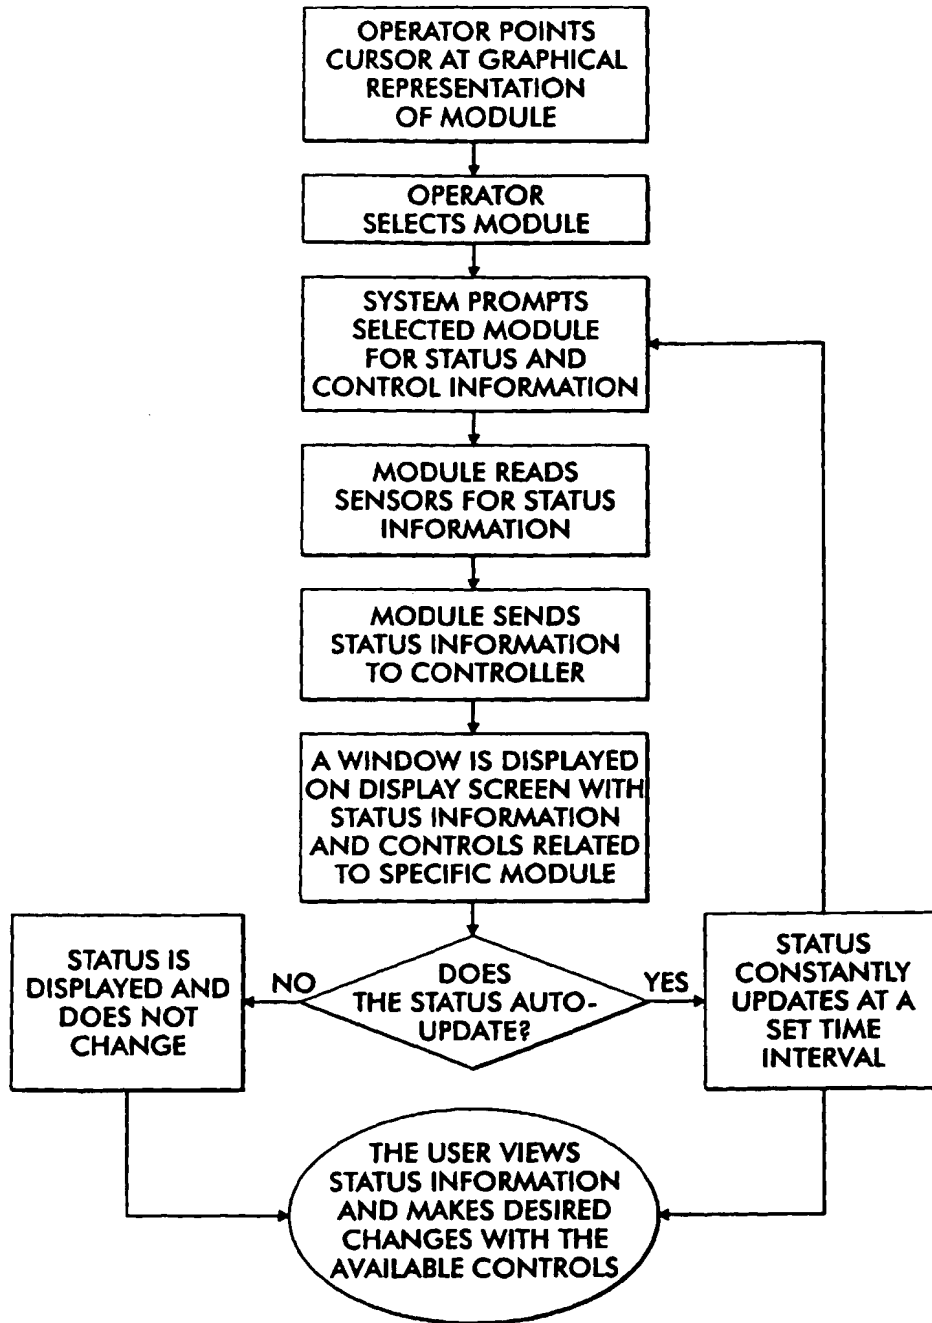 OPERATOR POINTS
CURSOR AT GRAPHICAL
REPRESENTATION
OF MODULE
OPERATOR
SELECTS MODULE
SYSTEM PROMPTS
SELECTED MODULE
FOR STATUS AND
CONTROL INFORMATION
MODULE READS
SENSORS FOR STATUS
INFORMATION
MODULE SENDS
STATUS INFORMATION
TO CONTROLLER
A WINDOW IS DISPLAYED
ON DISPLAY SCREEN WITH
STATUS INFORMATION
AND CONTROLS RELATED
TO SPECIFIC MODULE
STATUS IS
DISPLAYED AND
DOES NOT
CHANGE
NO
DOES
THE STATUS AUTO-
UPDATE?
YES
STATUS
CONSTANTLY
UPDATES AT A
SET TIME
INTERVAL
THE USER VIEWS
STATUS INFORMATION
AND MAKES DESIRED
CHANGES WITH THE
AVAILABLE CONTROLS